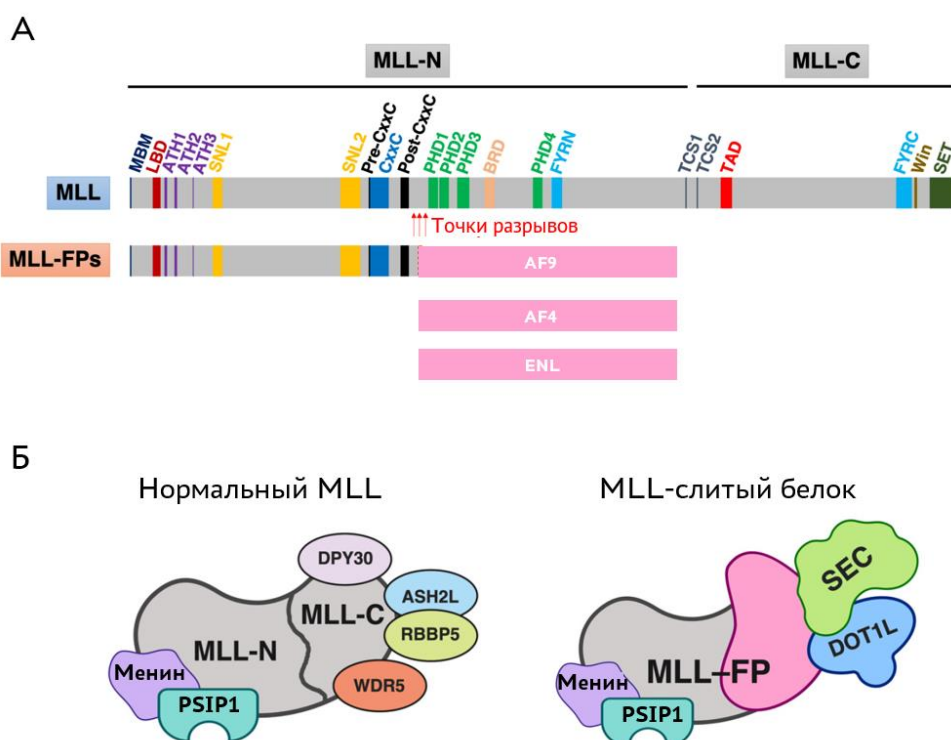 А
MLL-N
MLL-C
MBM
LBD
ATH1
ATH2
ATH3
SNL1
SNL2
Pre-CxxC
CxxC
Post-CxxC
PHD1
PHD2
PHD3
BRD
PHD4
FYRN
TCS1
TCS2
TAD
FYRC
Win
SET
MLL
Точки разрывов
MLL-FPs
AF9
AF4
ENL
Б
Нормальный MLL
MLL-слитый белок
DPY30
MLL-C
ASH2L
RBBP5
MLL-N
WDR5
Менин
PSIP1
SEC
DOT1L
MLL–FP
Менин
PSIP1